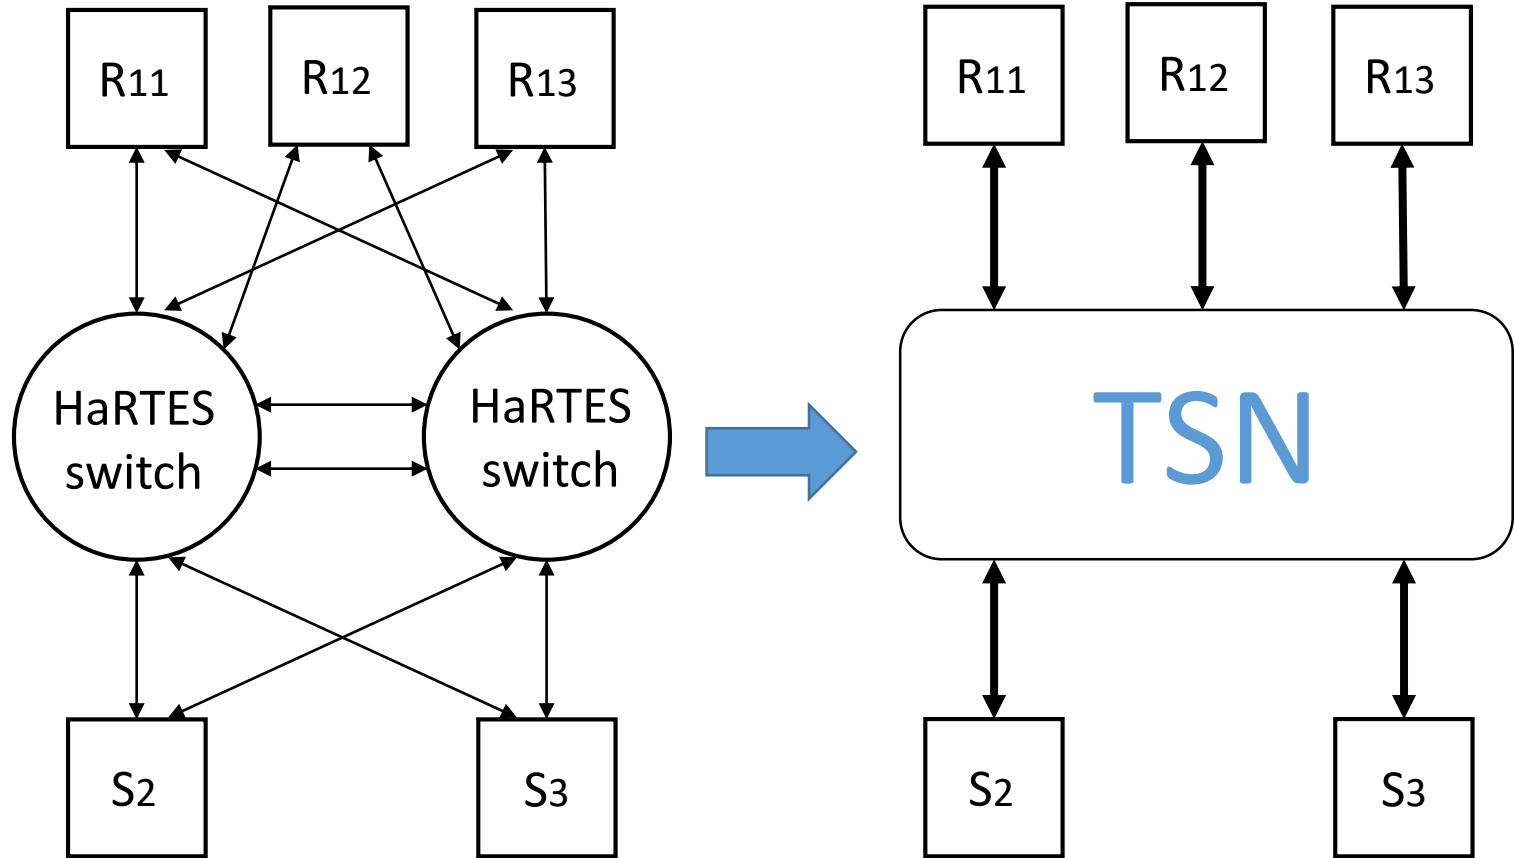 R11
R12
R13
HaRTES
switch
HaRTES
switch
S2
S3
R11
R12
R13
TSN
S2
S3